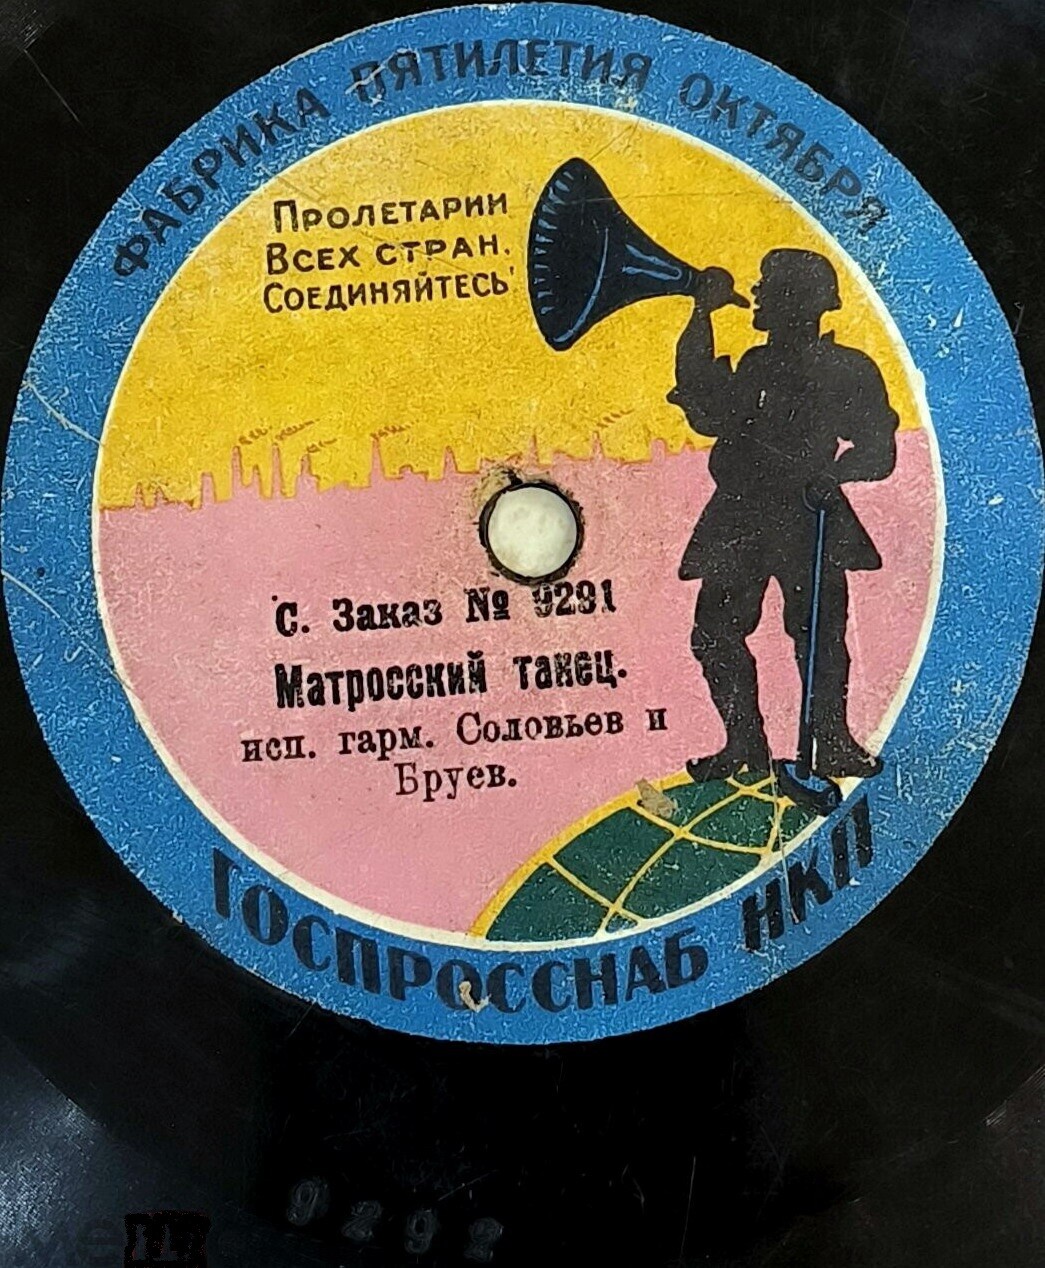 ФАБРИКА ПЯТИЛЕТИЯ ОКТЯБРЯ
ПРОЛЕТАРИИ
ВСЕХ СТРАН.
СОЕДИНЯЙТЕСЬ
С. Заказ № 9291
Матросский танец.
исп. гарм. Соловьев и
Бруев.
ГОСПРОССНАБ НКП
9292